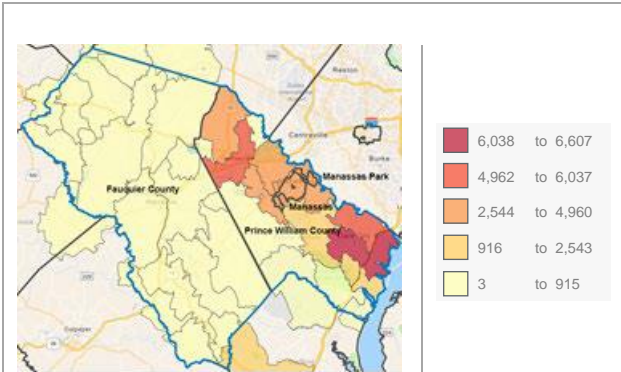 Reston
Centreville
Burke
Manassas Park
Fauquier County
Manassas
Prince William County
Culpeper
6,038 to 6,607
4,962 to 6,037
2,544 to 4,960
916 to 2,543
3 to 915